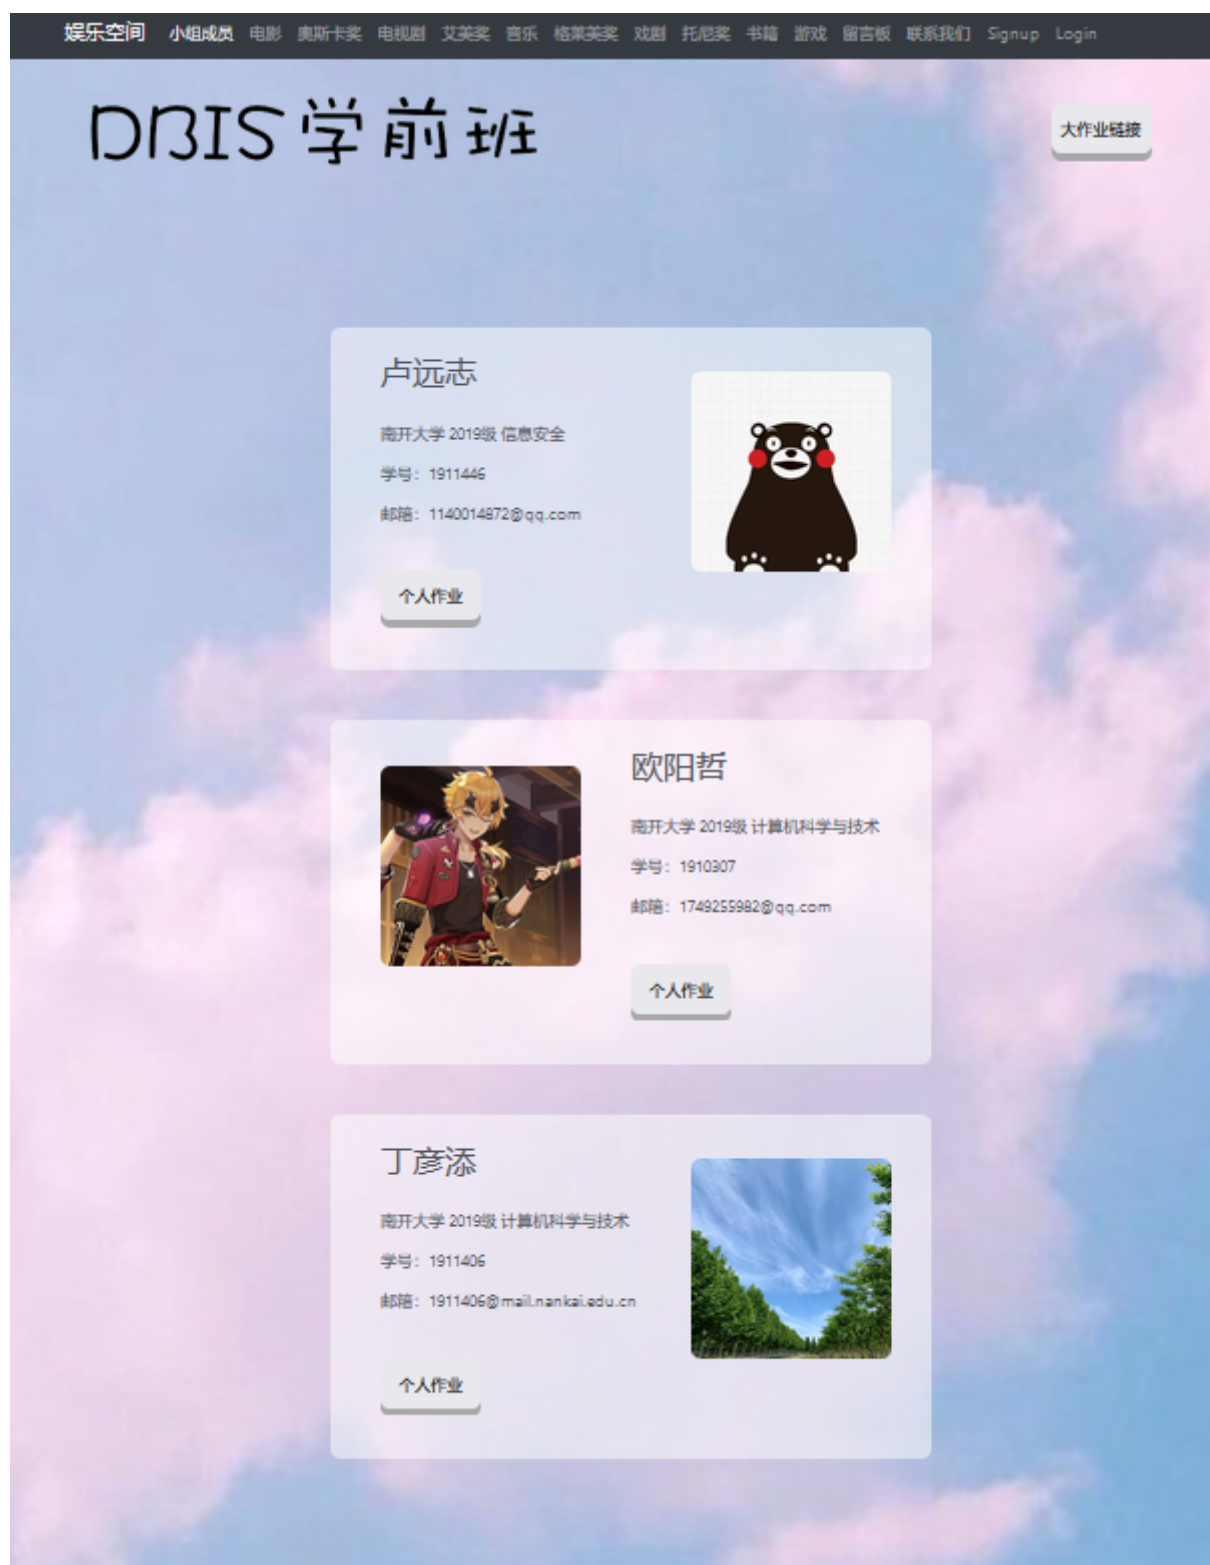 娱乐空间 小组成员 电影 奥斯卡奖 电视剧 艾美奖 音乐 格莱美奖 戏剧 托尼奖 书籍 游戏 留言板 联系我们 Signup Login
DBIS学前班
大作业链接
卢远志
南开大学 2019级 信息安全
学号：1911446
邮箱：1140014872@qq.com
个人作业
欧阳哲
南开大学 2019级 计算机科学与技术
学号：1910307
邮箱：1749255982@qq.com
个人作业
丁彦添
南开大学 2019级 计算机科学与技术
学号：1911406
邮箱：1911406@mail.nankai.edu.cn
个人作业